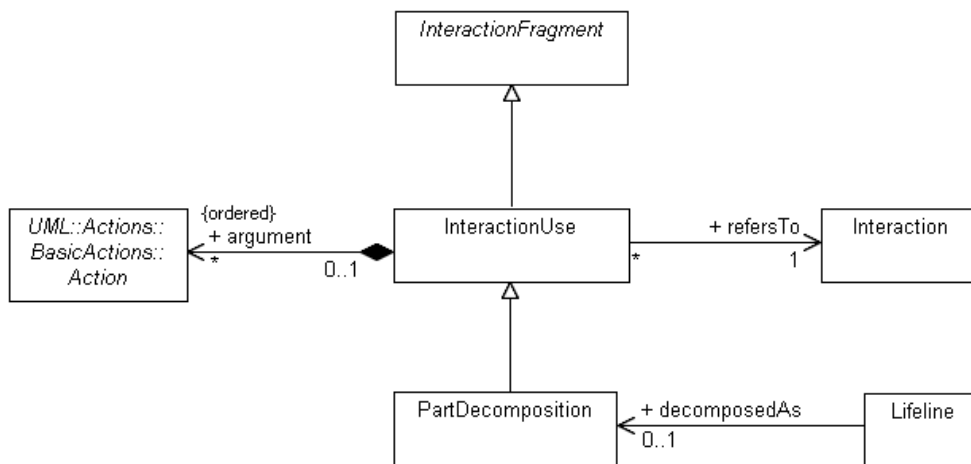 InteractionFragment
UML::Actions::
BasicActions::
Action
{ordered}
+ argument
*
0..1
InteractionUse
*
+ refersTo
1
Interaction
PartDecomposition
+ decomposedAs
0..1
Lifeline